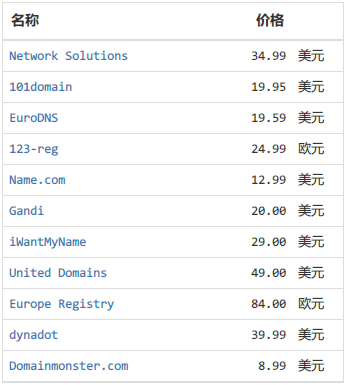 名称 价格
Network Solutions 34.99 美元
101domain 19.95 美元
EuroDNS 19.59 美元
123-reg 24.99 欧元
Name.com 12.99 美元
Gandi 20.00 美元
iWantMyName 29.00 美元
United Domains 49.00 美元
Europe Registry 84.00 欧元
dynadot 39.99 美元
Domainmonster.com 8.99 美元